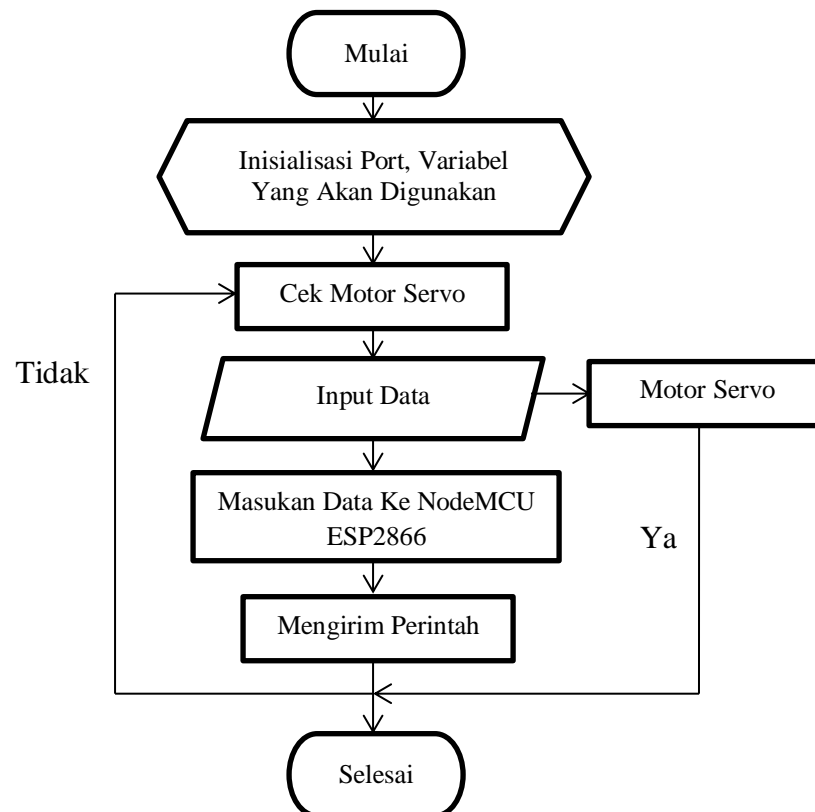 Mulai
Inisialisasi Port, Variabel
Yang Akan Digunakan
Cek Motor Servo
Tidak
Input Data
Motor Servo
Masukan Data Ke NodeMCU
ESP2866
Ya
Mengirim Perintah
Selesai